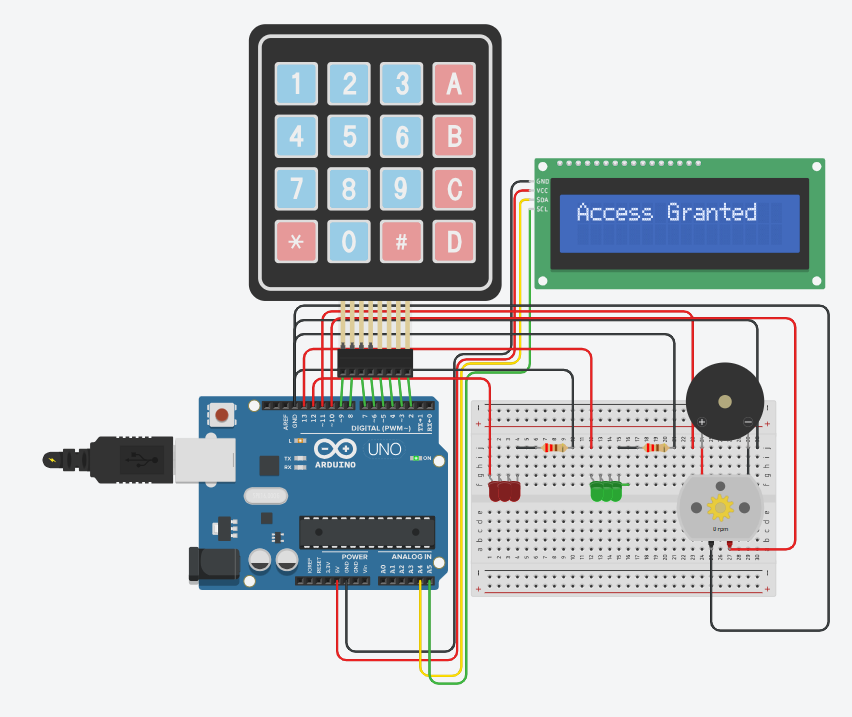 1 2 3 A
4 5 6 B
7 8 9 C
* 0 # D
GND
VCC
SDA
SCL
Access Granted
AREF
GND
13
12
~11
~10
~9
8
7
~6
~5
4
~3
2
TX→1
RX←0
DIGITAL (PWM~)
L
TX
RX
ARDUINO
UNO
ON
POWER
ANALOG IN
IOREF
RESET
3.3V
5V
GND
GND
Vin
A0
A1
A2
A3
A4
A5
0 rpm